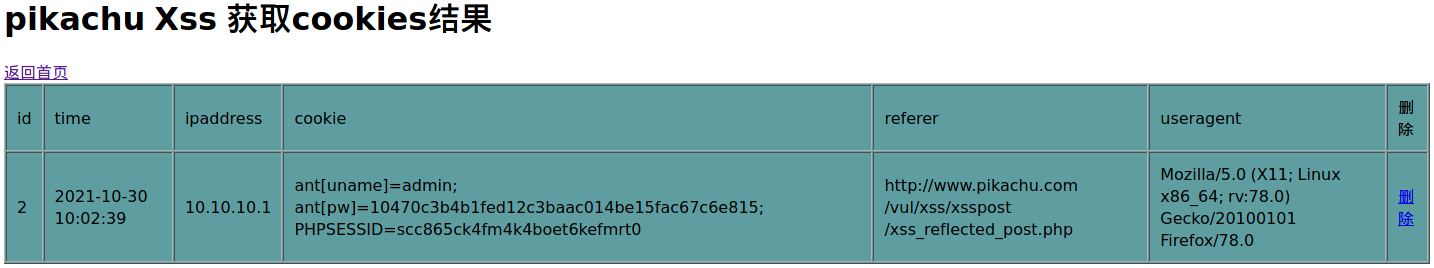 pikachu Xss 获取cookies结果
返回首页
id time ipaddress cookie referer useragent 删
除
2 2021-10-30
10:02:39 10.10.10.1 ant[uname]=admin;
ant[pw]=10470c3b4b1fed12c3baac014be15fac67c6e815;
PHPSESSID=scc865ck4fm4k4boet6kefmrt0 http://www.pikachu.com
/vul/xss/xsspost
/xss_reflected_post.php Mozilla/5.0 (X11; Linux
x86_64; rv:78.0)
Gecko/20100101
Firefox/78.0 删
除